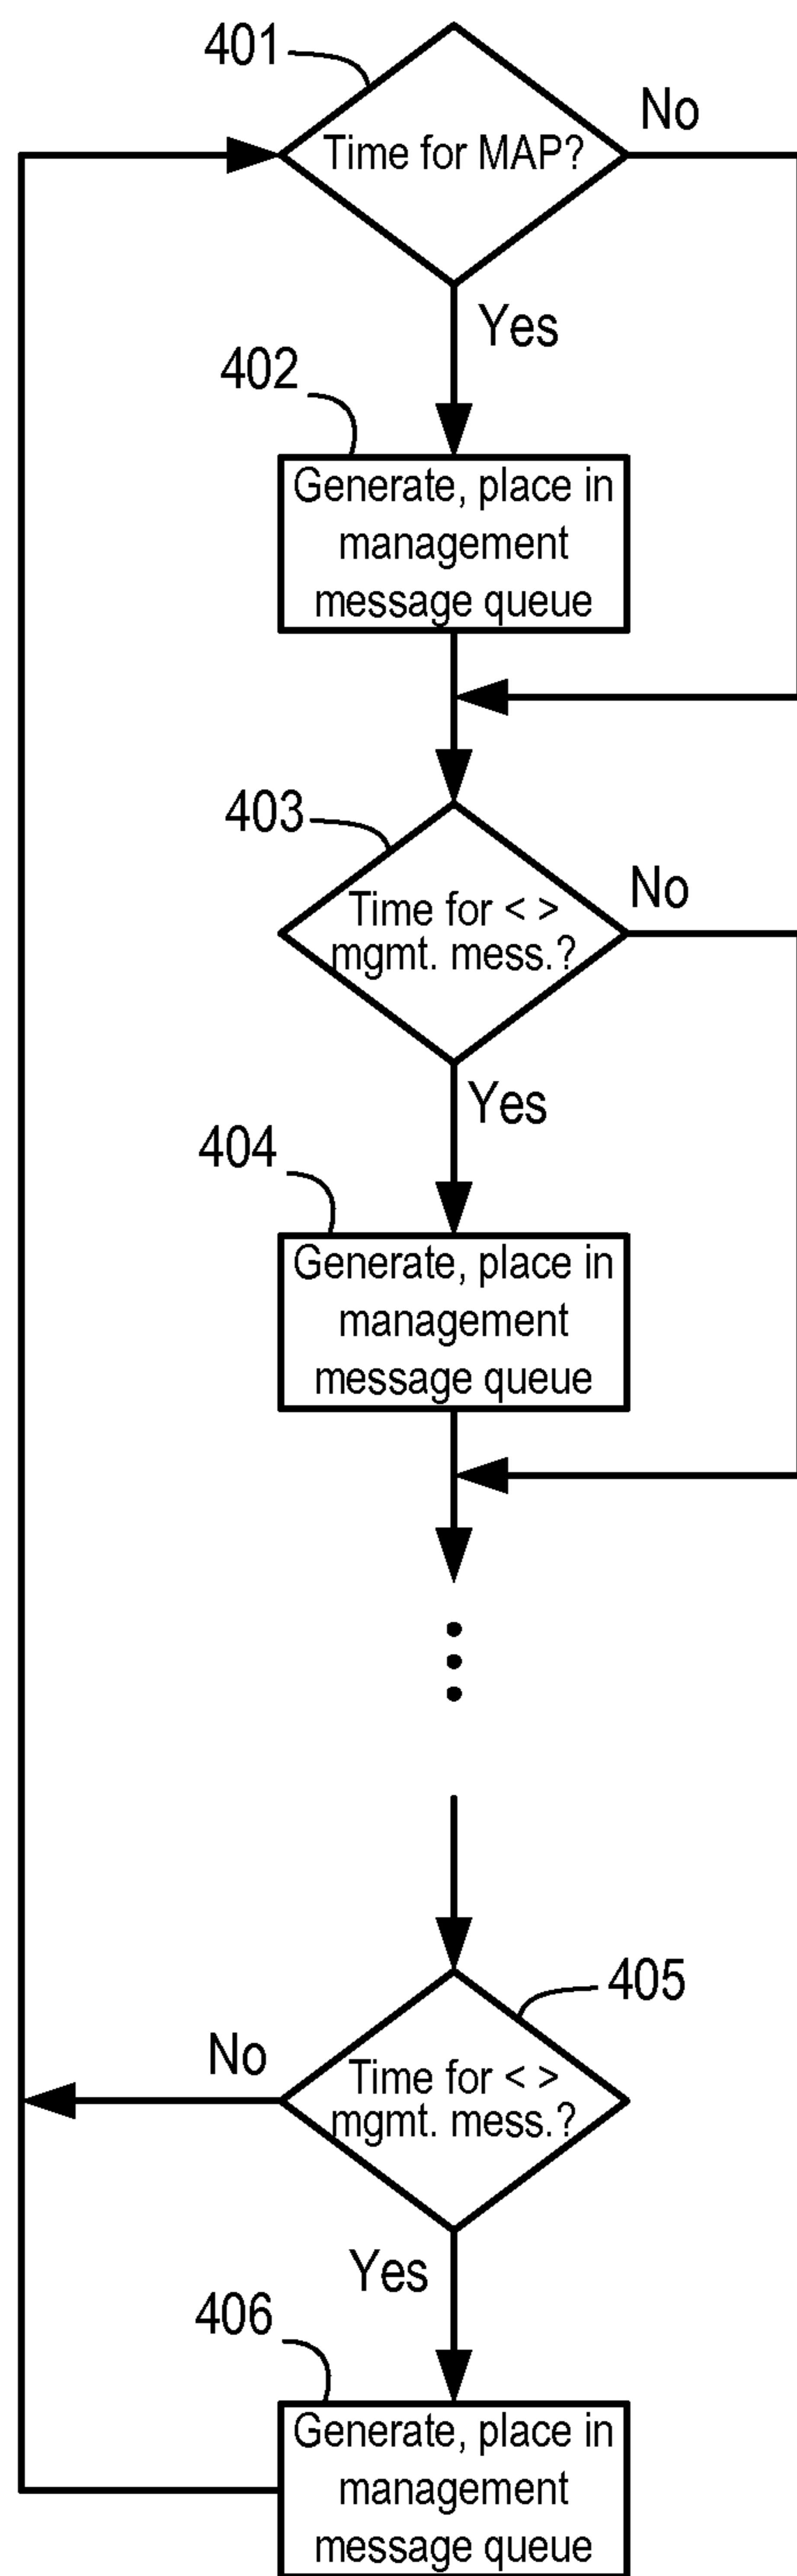 401
Time for MAP?
No
Yes
402
Generate, place in
management
message queue
403
Time for < >
mgmt. mess.?
No
Yes
404
Generate, place in
management
message queue
405
Time for < >
mgmt. mess.?
No
Yes
406
Generate, place in
management
message queue